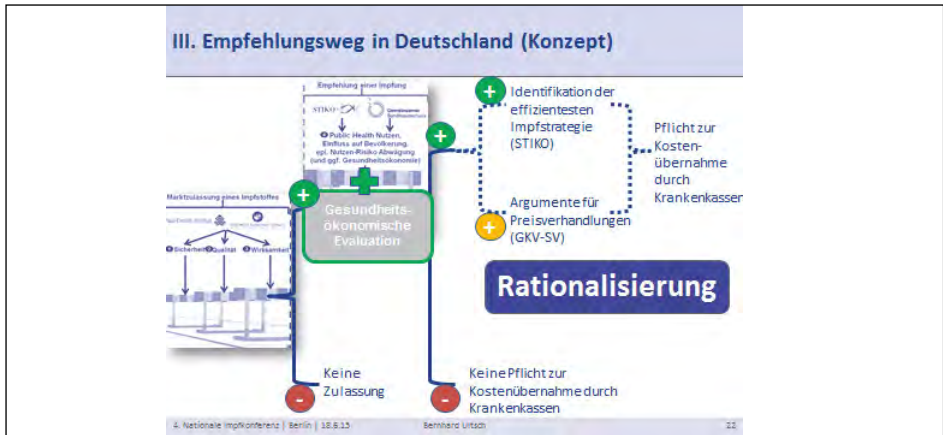 III. Empfehlungsweg in Deutschland (Konzept)
Empfehlung einer Impfung
STIKO
Gemeinsamer
Bundesausschuss
Public Health Nutzen,
Einfluss auf Bevölkerung,
epi. Nutzen-Risiko Abwägung
(und ggf. Gesundheitsökonomie)
+
+
Identifikation der
effizientesten
Impfstrategie
(STIKO)
Pflicht zur
Kosten-
übernahme
durch
Krankenkassen
+
Argumente für
Preisverhandlungen
(GKV-SV)
Marktzulassung eines Impfstoffes
+
Gesundheits-
ökonomische
Evaluation
Sicherheit Qualität Wirksamkeit
Rationalisierung
Keine
Zulassung
-
Keine Pflicht zur
Kostenübernahme durch
Krankenkassen
-
4. Nationale Impfkonferenz | Berlin | 18.6.15 Bernhard Ultsch 22